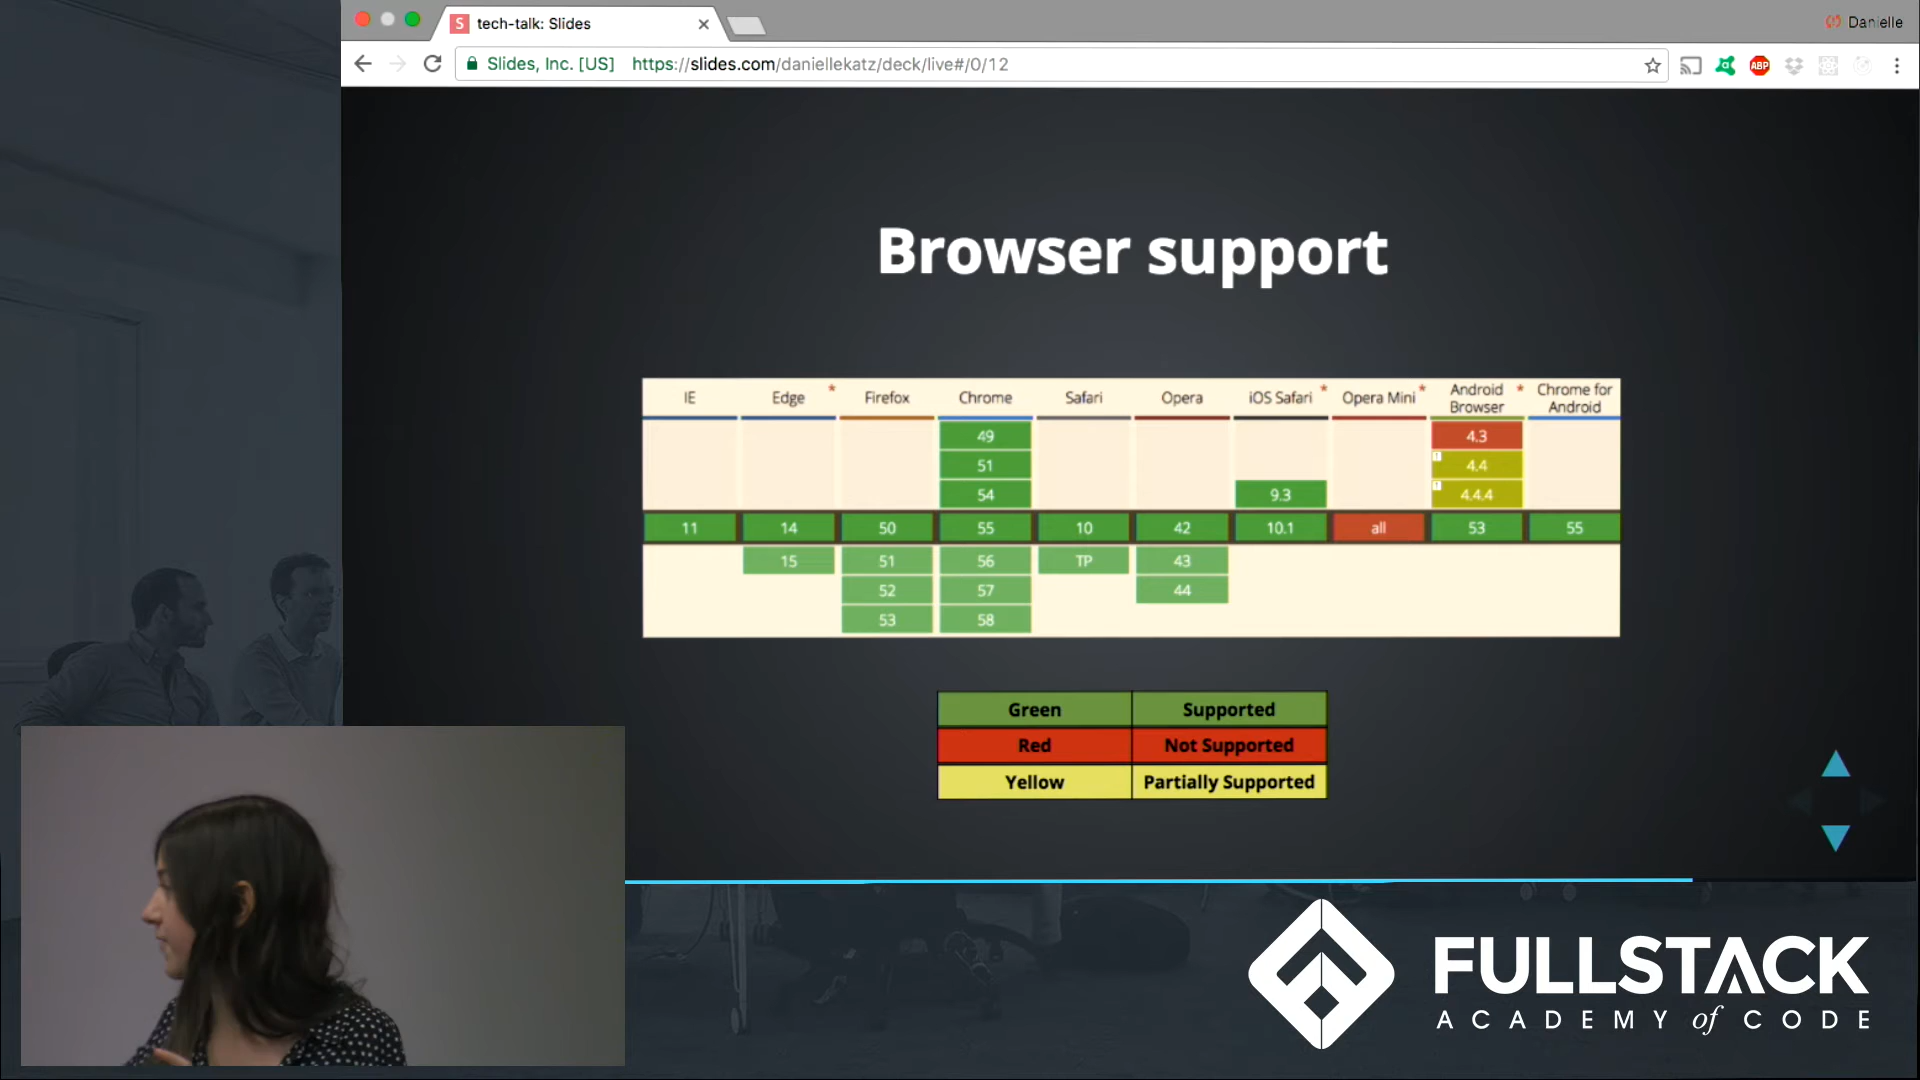 S tech-talk: Slides
Danielle
Slides, Inc. [US] https://slides.com/daniellekatz/deck/live#/0/12
ABP
Browser support
IE Edge * Firefox Chrome Safari Opera iOS Safari * Opera Mini * Android Browser * Chrome for Android
49 4.3
51 4.4
54 9.3 4.4.4
11 14 50 55 10 42 10.1 all 53 55
15 51 56 TP 43
52 57 44
53 58
Green Supported
Red Not Supported
Yellow Partially Supported
FULLSTACK
ACADEMY of CODE